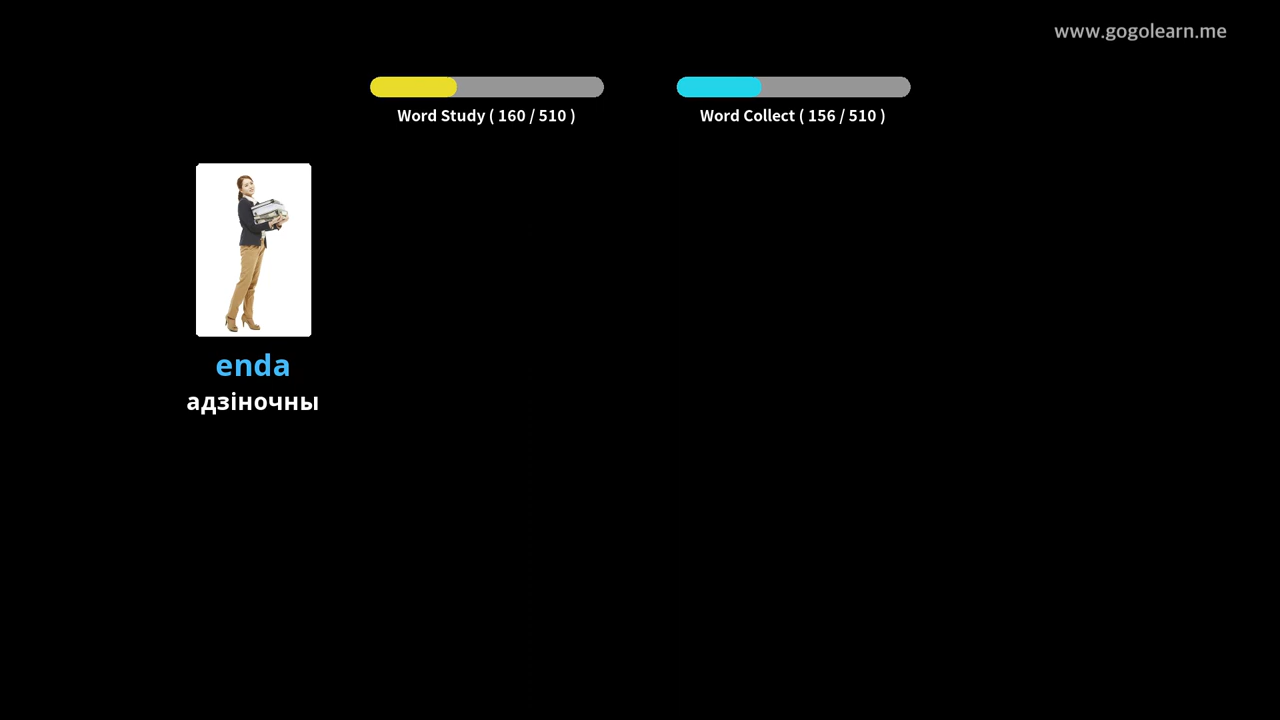 www.gogolearn.me
Word Study ( 160 / 510 )
Word Collect ( 156 / 510 )
enda
адзіночны